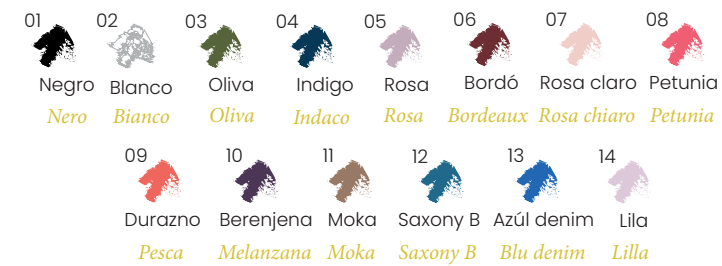 01 02 03 04 05 06 07 08
Negro Blanco Oliva Indigo Rosa Bordó Rosa claro Petunia
Nero Bianco Oliva Indaco Rosa Bordeaux Rosa chiaro Petunia
09 10 11 12 13 14
Durazno Berenjena Moka Saxony B Azúl denim Lila
Pesca Melanzana Moka Saxony B Blu denim Lilla